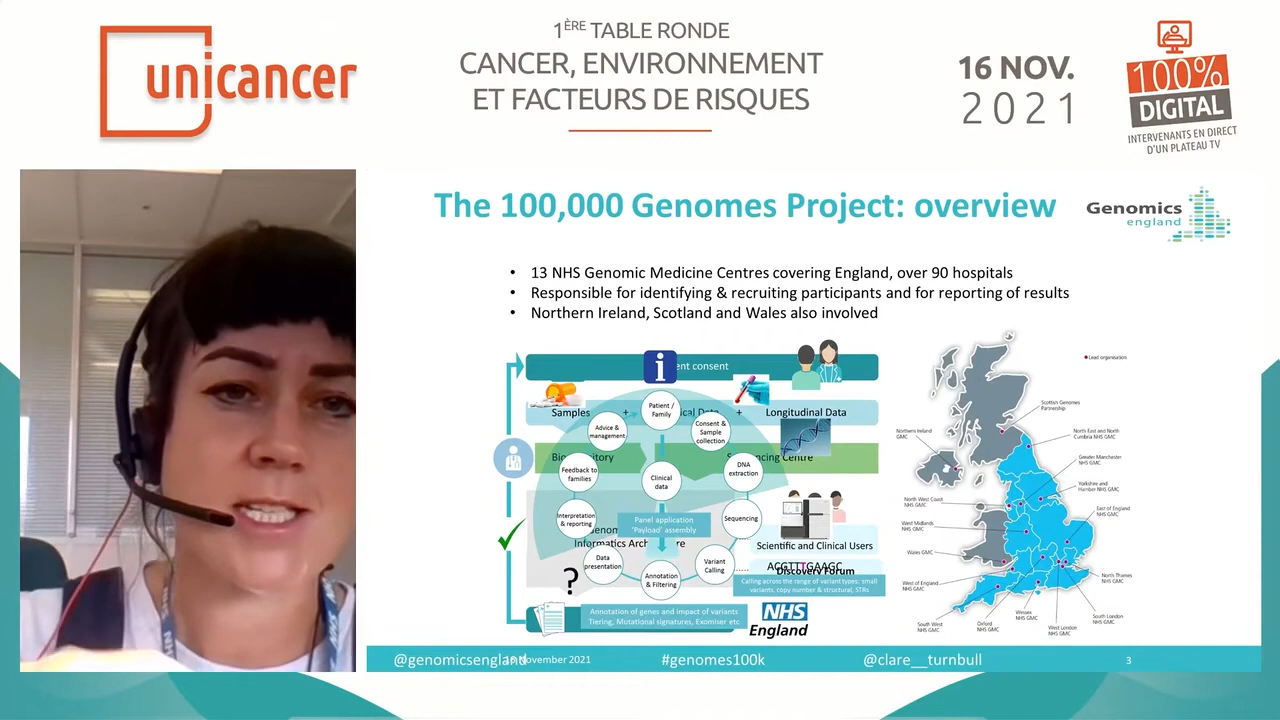 unicancer
1ÈRE TABLE RONDE
CANCER, ENVIRONNEMENT
ET FACTEURS DE RISQUES
16 NOV.
2021
100%
DIGITAL
INTERVENANTS EN DIRECT
D'UN PLATEAU TV
The 100,000 Genomes Project: overview
Genomics
england
• 13 NHS Genomic Medicine Centres covering England, over 90 hospitals
• Responsible for identifying & recruiting participants and for reporting of results
• Northern Ireland, Scotland and Wales also involved
i
consent
Samples + Data + Longitudinal Data
Patient /
Family
Advice &
management
Consent &
Sample
collection
Centre
Feedback to
families
Clinical
data
DNA
extraction
Interpretation
& reporting
Panel application
'Payload' assembly
Sequencing
Scientific and Clinical Users
Data
presentation
Annotation
& Filtering
Variant
Calling
ACGTTTGAAGC
Discovery Forum
?
Calling across the range of variant types: small
variants, copy number & structural, STRs
Annotation of genes and impact of variants
Tiering, Mutational signatures, Exomiser etc
NHS
England
Lead organisation
Scottish Genomes
Partnership
Northern Ireland
GMC
North East and North
Cumbria NHS GMC
Greater Manchester
NHS GMC
Yorkshire and
Humber NHS GMC
North West Coast
NHS GMC
East of England
NHS GMC
West Midlands
NHS GMC
Wales GMC
West of England
NHS GMC
North Thames
NHS GMC
South West
NHS GMC
Oxford
NHS GMC
Wessex
NHS GMC
West London
NHS GMC
South London
NHS GMC
@genomicsengland
November 2021
#genomes100k
@clare__turnbull
3